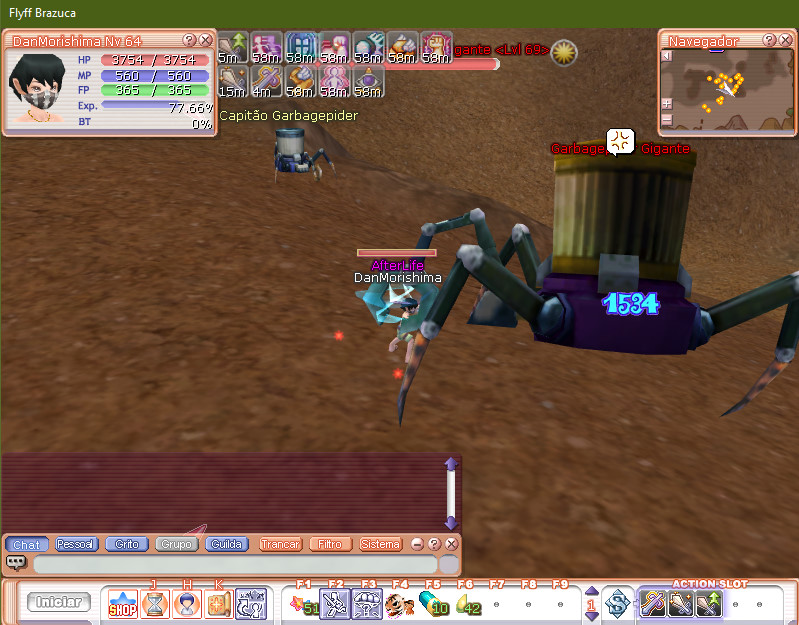 Flyff Brazuca
DanMorishima Nv 64
HP 3754 / 3754
MP 560 / 560
FP 365 / 365
Exp. 77.66%
BT 0%
5m 58m 58m 58m 58m 58m 58m
15m 4m 58m 58m 58m
gante <Lvl 69>
Navegador
Capitão Garbagepider
Garbagep Gigante
AfterLife
DanMorishima
1534
Chat Pessoal Grito Grupo Guilda Trancar Filtro Sistema
J H K
F1 F2 F3 F4 F5 F6 F7 F8 F9
ACTION SLOT
Iniciar
SHOP
51 10 42
1
S